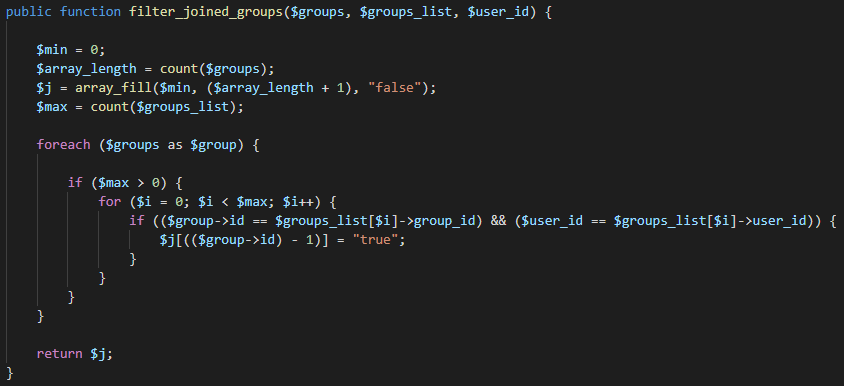 public function filter_joined_groups($groups, $groups_list, $user_id) {
$min = 0;
$array_length = count($groups);
$j = array_fill($min, ($array_length + 1), "false");
$max = count($groups_list);
foreach ($groups as $group) {
if ($max > 0) {
for ($i = 0; $i < $max; $i++) {
if (($group->id == $groups_list[$i]->group_id) && ($user_id == $groups_list[$i]->user_id)) {
$j[(($group->id) - 1)] = "true";
}
}
}
}
return $j;
}